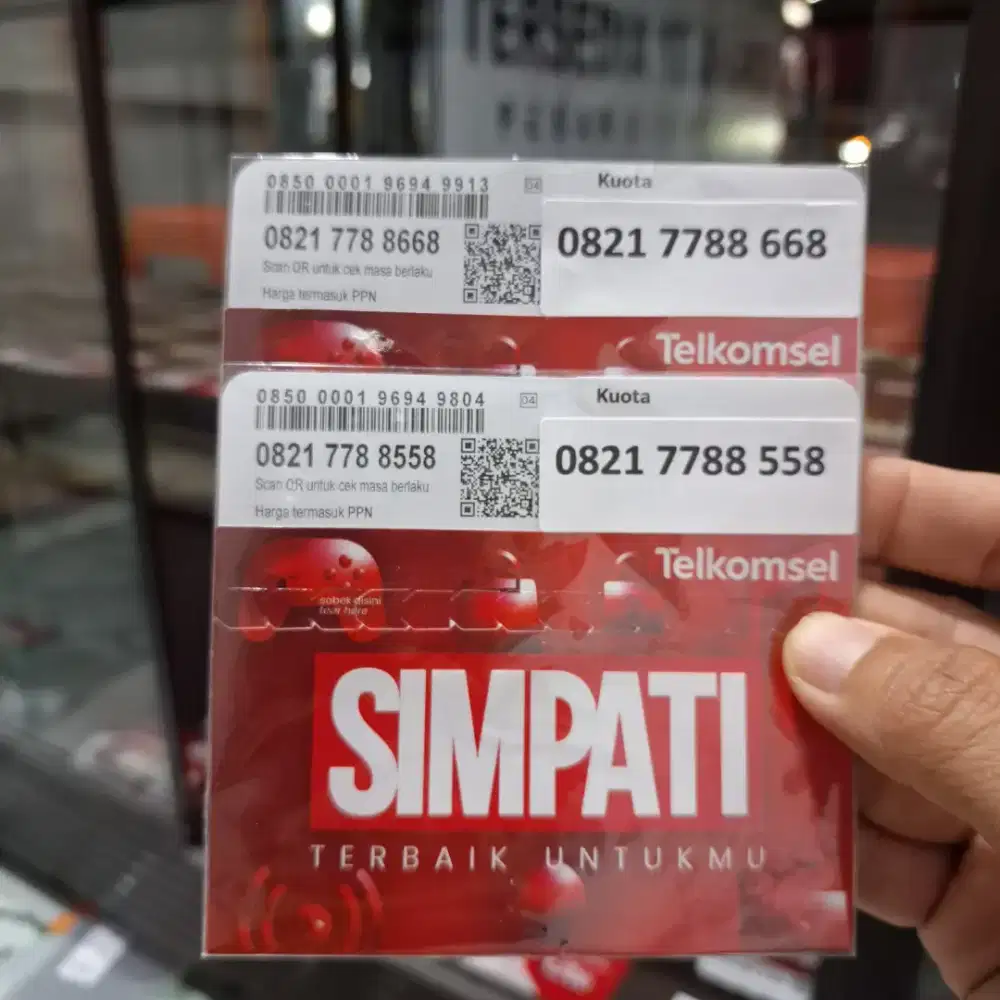 0850 0001 9694 9913
04
Kuota
0821 778 8668
0821 7788 668
Scan QR untuk cek masa berlaku
Harga termasuk PPN
Telkomsel
0850 0001 9694 9804
04
Kuota
0821 778 8558
0821 7788 558
Scan QR untuk cek masa berlaku
Harga termasuk PPN
Telkomsel
sobek disini
tear here
SIMPATI
TERBAIK UNTUKMU